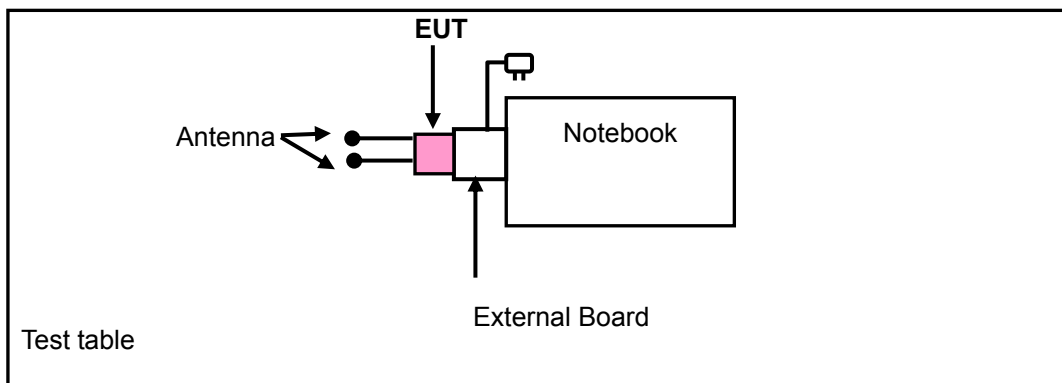 EUT
Antenna
Notebook
External Board
Test table